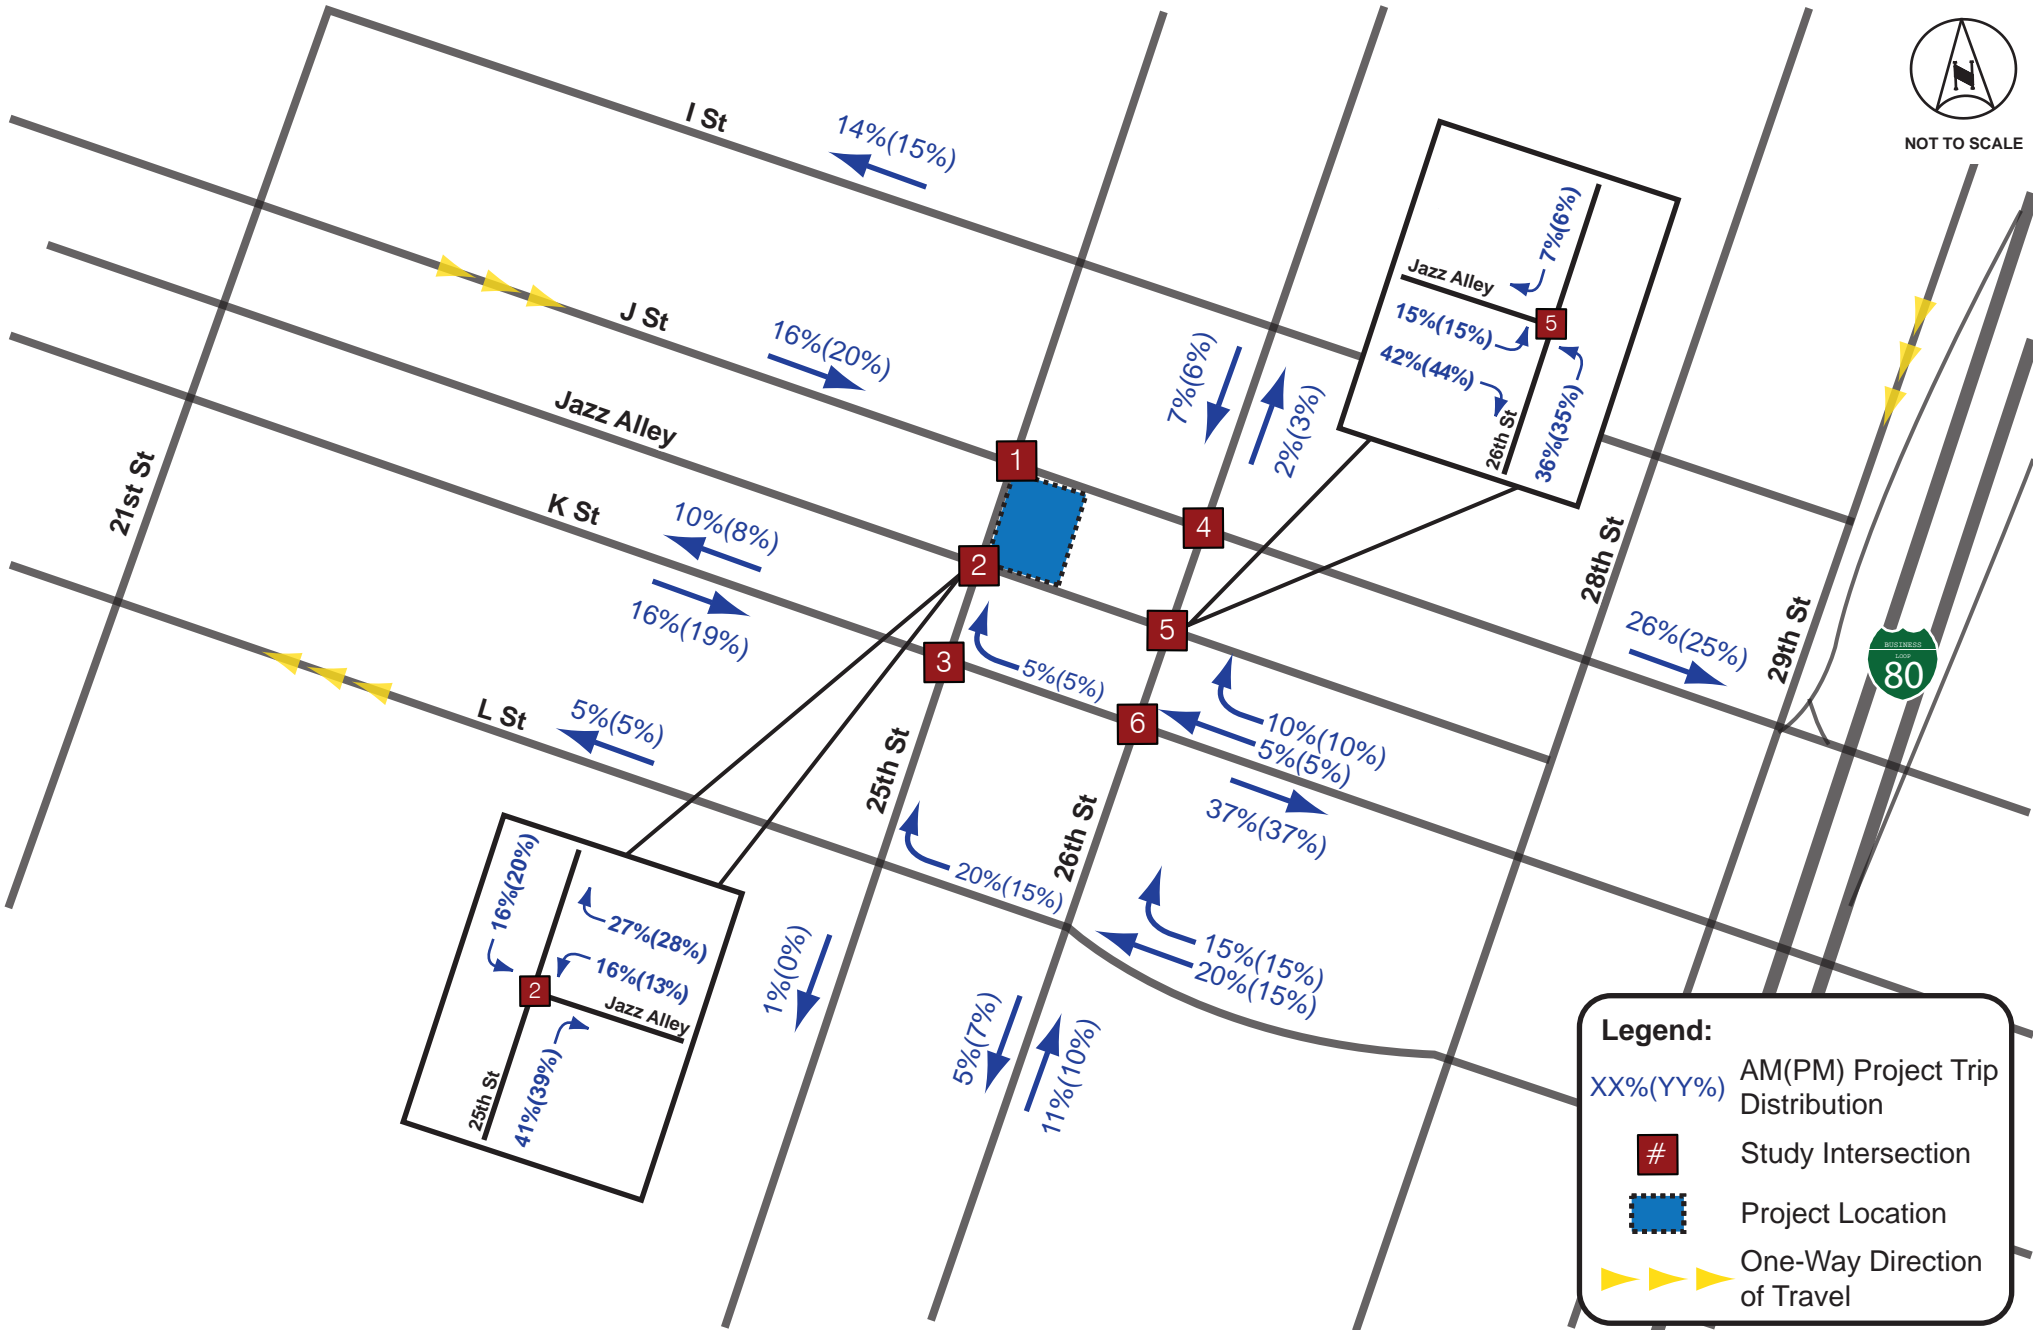 NOT TO SCALE
I St
14%(15%)
J St
16%(20%)
7%(6%)
2%(3%)
7%(6%)
Jazz Alley
5
15%(15%)
42%(44%)
26th St
36%(35%)
Jazz Alley
21st St
K St
10%(8%)
16%(19%)
1
2
3
4
5
6
5%(5%)
10%(10%)
5%(5%)
37%(37%)
28th St
26%(25%)
29th St
BUSINESS
LOOP
80
L St
5%(5%)
25th St
26th St
20%(15%)
15%(15%)
20%(15%)
1%(0%)
5%(7%)
11%(10%)
16%(20%)
27%(28%)
16%(13%)
2
Jazz Alley
25th St
41%(39%)
Legend:
XX%(YY%)
AM(PM) Project Trip
Distribution
#
Study Intersection
Project Location
One-Way Direction
of Travel
N